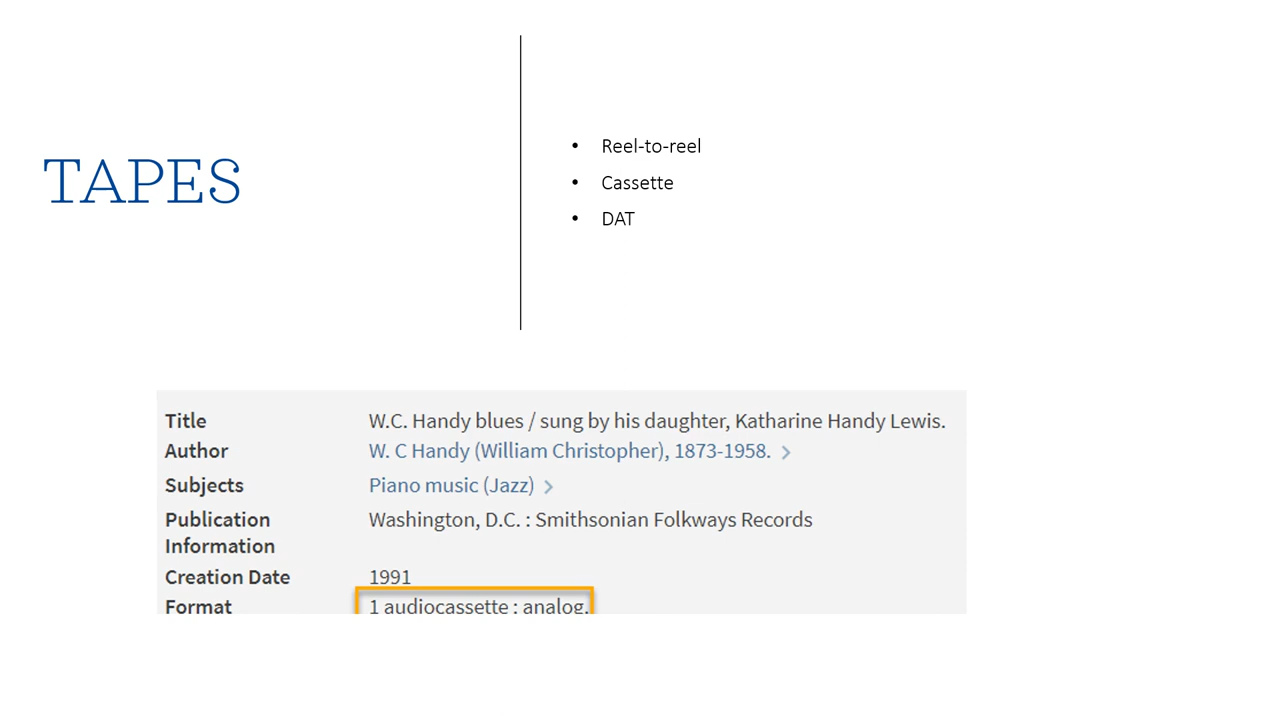 TAPES
• Reel-to-reel
• Cassette
• DAT
Title W.C. Handy blues / sung by his daughter, Katharine Handy Lewis.
Author W. C Handy (William Christopher), 1873-1958. >
Subjects Piano music (Jazz) >
Publication Washington, D.C. : Smithsonian Folkways Records
Information
Creation Date 1991
Format 1 audiocassette : analog.